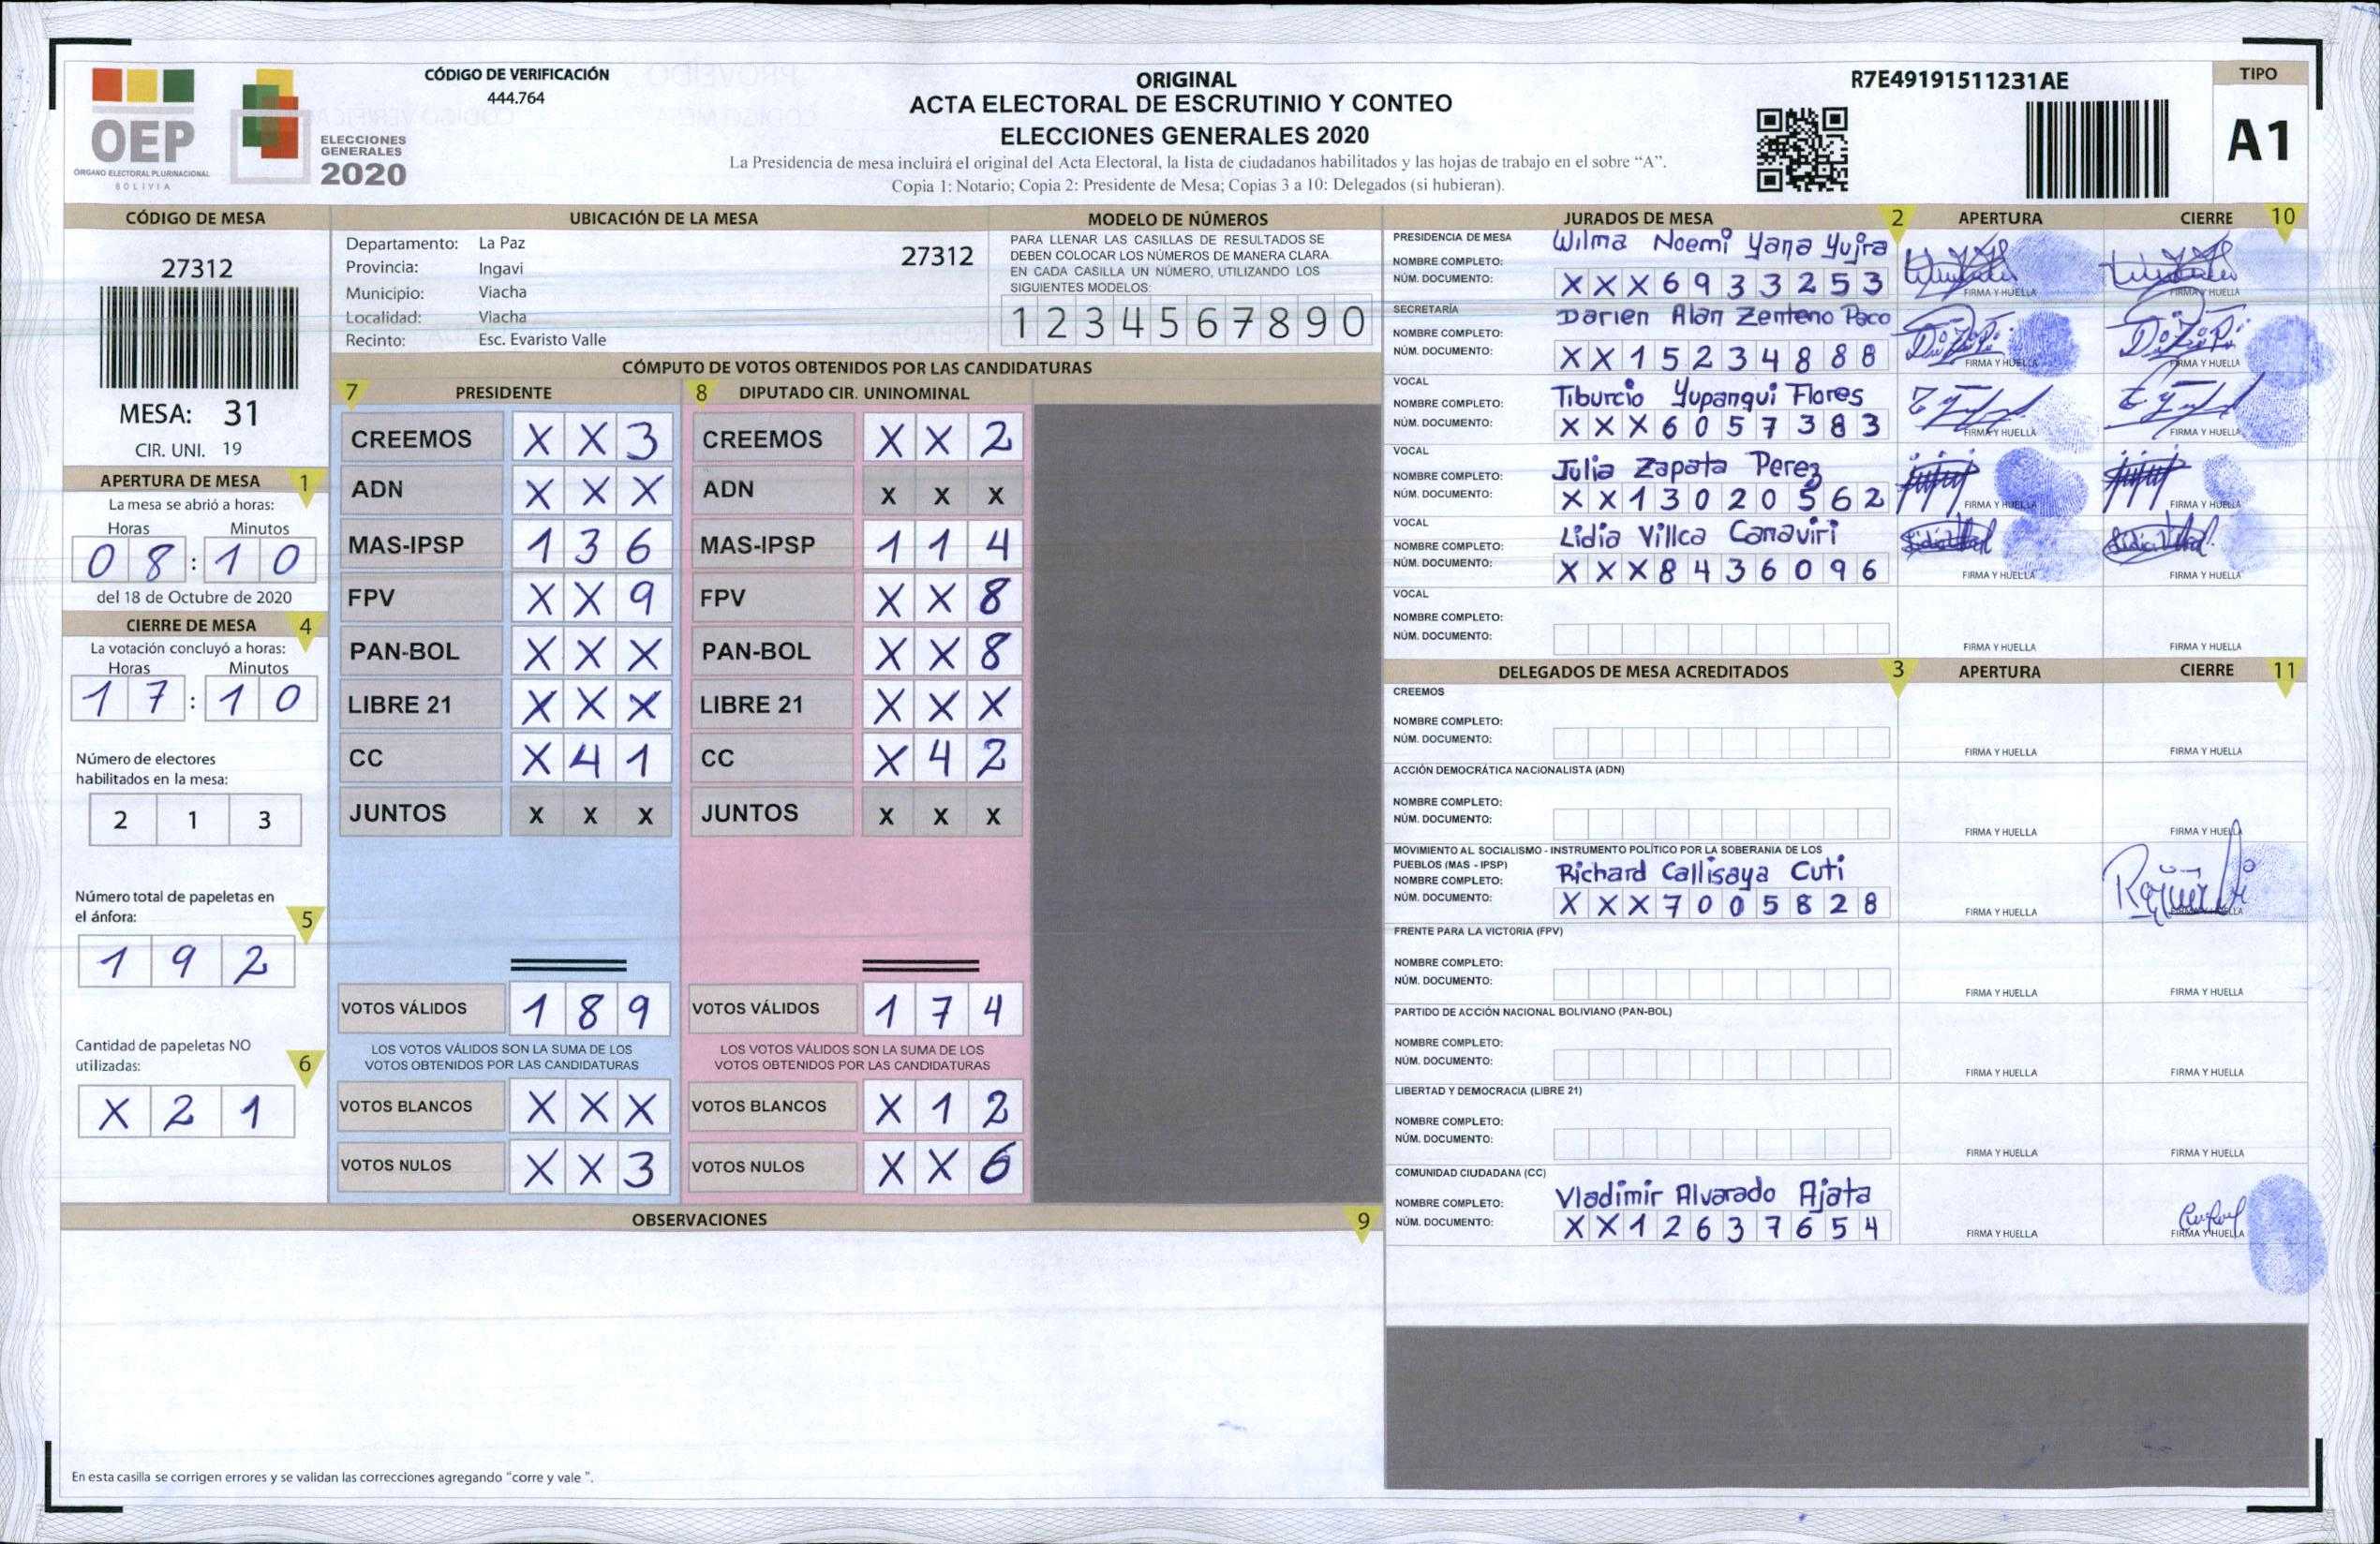 CÓDIGO DE VERIFICACIÓN
444.764
OEP
ÓRGANO ELECTORAL PLURINACIONAL
BOLIVIA
ELECCIONES
GENERALES
2020
ORIGINAL
ACTA ELECTORAL DE ESCRUTINIO Y CONTEO
ELECCIONES GENERALES 2020
La Presidencia de mesa incluirá el original del Acta Electoral, la lista de ciudadanos habilitados y las hojas de trabajo en el sobre “A”.
Copia 1: Notario; Copia 2: Presidente de Mesa; Copias 3 a 10: Delegados (si hubieran).
R7E49191511231AE
TIPO
A1
CÓDIGO DE MESA
27312
MESA: 31
CIR. UNI. 19
APERTURA DE MESA 1
La mesa se abrió a horas:
Horas Minutos
0 8 : 1 0
del 18 de Octubre de 2020
CIERRE DE MESA 4
La votación concluyó a horas:
Horas Minutos
1 7 : 1 0
Número de electores
habilitados en la mesa:
2 1 3
Número total de papeletas en
el ánfora: 5
1 9 2
Cantidad de papeletas NO
utilizadas: 6
X 2 1
UBICACIÓN DE LA MESA
Departamento: La Paz
27312
Provincia: Ingavi
Municipio: Viacha
Localidad: Viacha
Recinto: Esc. Evaristo Valle
MODELO DE NÚMEROS
PARA LLENAR LAS CASILLAS DE RESULTADOS SE
DEBEN COLOCAR LOS NÚMEROS DE MANERA CLARA.
EN CADA CASILLA UN NÚMERO, UTILIZANDO LOS
SIGUIENTES MODELOS:
1 2 3 4 5 6 7 8 9 0
CÓMPUTO DE VOTOS OBTENIDOS POR LAS CANDIDATURAS
7 PRESIDENTE
CREEMOS X X 3
ADN X X X
MAS-IPSP 1 3 6
FPV X X 9
PAN-BOL X X X
LIBRE 21 X X X
CC X 4 1
JUNTOS X X X
VOTOS VÁLIDOS 1 8 9
LOS VOTOS VÁLIDOS SON LA SUMA DE LOS
VOTOS OBTENIDOS POR LAS CANDIDATURAS
VOTOS BLANCOS X X X
VOTOS NULOS X X 3
8 DIPUTADO CIR. UNINOMINAL
CREEMOS X X 2
ADN X X X
MAS-IPSP 1 1 4
FPV X X 8
PAN-BOL X X 8
LIBRE 21 X X X
CC X 4 2
JUNTOS X X X
VOTOS VÁLIDOS 1 7 4
LOS VOTOS VÁLIDOS SON LA SUMA DE LOS
VOTOS OBTENIDOS POR LAS CANDIDATURAS
VOTOS BLANCOS X 1 2
VOTOS NULOS X X 6
OBSERVACIONES 9
En esta casilla se corrigen errores y se validan las correcciones agregando “corre y vale ”.
JURADOS DE MESA 2 APERTURA CIERRE 10
PRESIDENCIA DE MESA
NOMBRE COMPLETO: Wilma Noemi Yana Yujra
NÚM. DOCUMENTO: X X X 6 9 3 3 2 5 3
FIRMA Y HUELLA FIRMA Y HUELLA
SECRETARÍA
NOMBRE COMPLETO: Darien Alan Zenteno Paco
NÚM. DOCUMENTO: X X 1 5 2 3 4 8 8 8
FIRMA Y HUELLA FIRMA Y HUELLA
VOCAL
NOMBRE COMPLETO: Tiburcio Yupanqui Flores
NÚM. DOCUMENTO: X X X 6 0 5 7 3 8 3
FIRMA Y HUELLA FIRMA Y HUELLA
VOCAL
NOMBRE COMPLETO: Julia Zapata Perez
NÚM. DOCUMENTO: X X 1 3 0 2 0 5 6 2
FIRMA Y HUELLA FIRMA Y HUELLA
VOCAL
NOMBRE COMPLETO: Lidia Villca Canaviri
NÚM. DOCUMENTO: X X X 8 4 3 6 0 9 6
FIRMA Y HUELLA FIRMA Y HUELLA
VOCAL
NOMBRE COMPLETO:
NÚM. DOCUMENTO:
FIRMA Y HUELLA FIRMA Y HUELLA
DELEGADOS DE MESA ACREDITADOS 3 APERTURA CIERRE 11
CREEMOS
NOMBRE COMPLETO:
NÚM. DOCUMENTO:
FIRMA Y HUELLA FIRMA Y HUELLA
ACCIÓN DEMOCRÁTICA NACIONALISTA (ADN)
NOMBRE COMPLETO:
NÚM. DOCUMENTO:
FIRMA Y HUELLA FIRMA Y HUELLA
MOVIMIENTO AL SOCIALISMO - INSTRUMENTO POLÍTICO POR LA SOBERANIA DE LOS
PUEBLOS (MAS - IPSP)
NOMBRE COMPLETO: Richard Callisaya Cuti
NÚM. DOCUMENTO: X X X 7 0 0 5 8 2 8
FIRMA Y HUELLA FIRMA Y HUELLA
FRENTE PARA LA VICTORIA (FPV)
NOMBRE COMPLETO:
NÚM. DOCUMENTO:
FIRMA Y HUELLA FIRMA Y HUELLA
PARTIDO DE ACCIÓN NACIONAL BOLIVIANO (PAN-BOL)
NOMBRE COMPLETO:
NÚM. DOCUMENTO:
FIRMA Y HUELLA FIRMA Y HUELLA
LIBERTAD Y DEMOCRACIA (LIBRE 21)
NOMBRE COMPLETO:
NÚM. DOCUMENTO:
FIRMA Y HUELLA FIRMA Y HUELLA
COMUNIDAD CIUDADANA (CC)
NOMBRE COMPLETO: Vladimir Alvarado Ajata
NÚM. DOCUMENTO: X X 1 2 6 3 7 6 5 4
FIRMA Y HUELLA FIRMA Y HUELLA